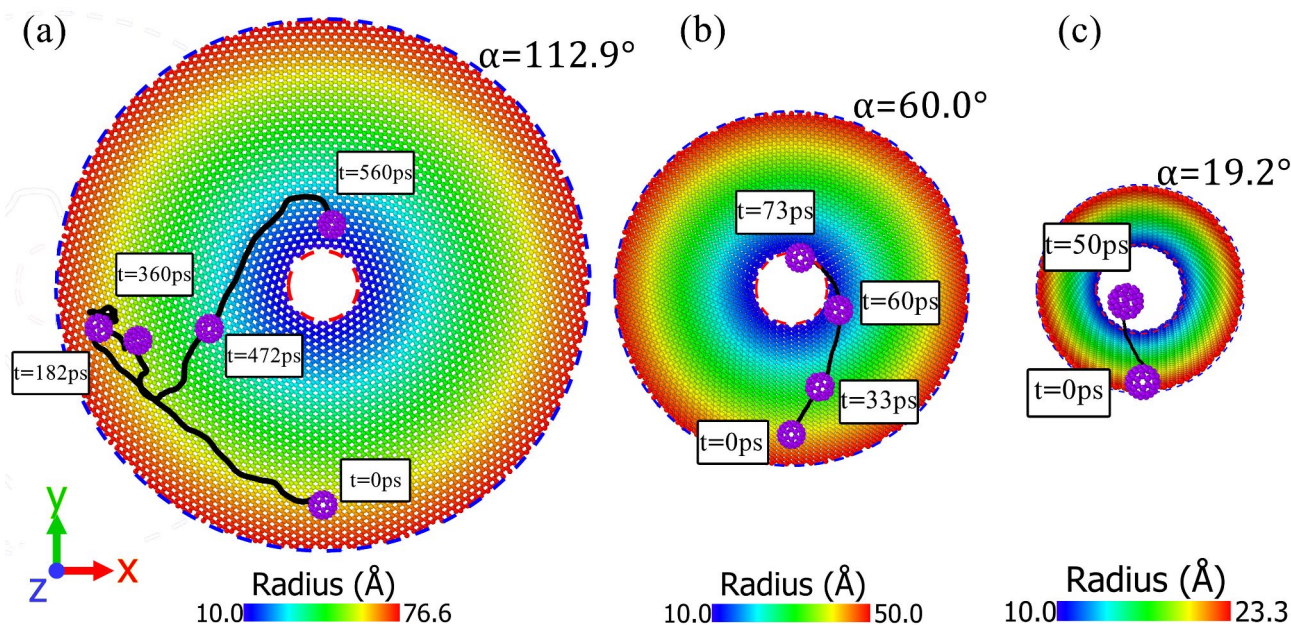 (a)
α=112.9°
t=560ps
t=360ps
t=472ps
t=182ps
t=0ps
y
x
z
Radius (Å)
10.0 76.6
(b)
α=60.0°
t=73ps
t=60ps
t=33ps
t=0ps
Radius (Å)
10.0 50.0
(c)
α=19.2°
t=50ps
t=0ps
Radius (Å)
10.0 23.3